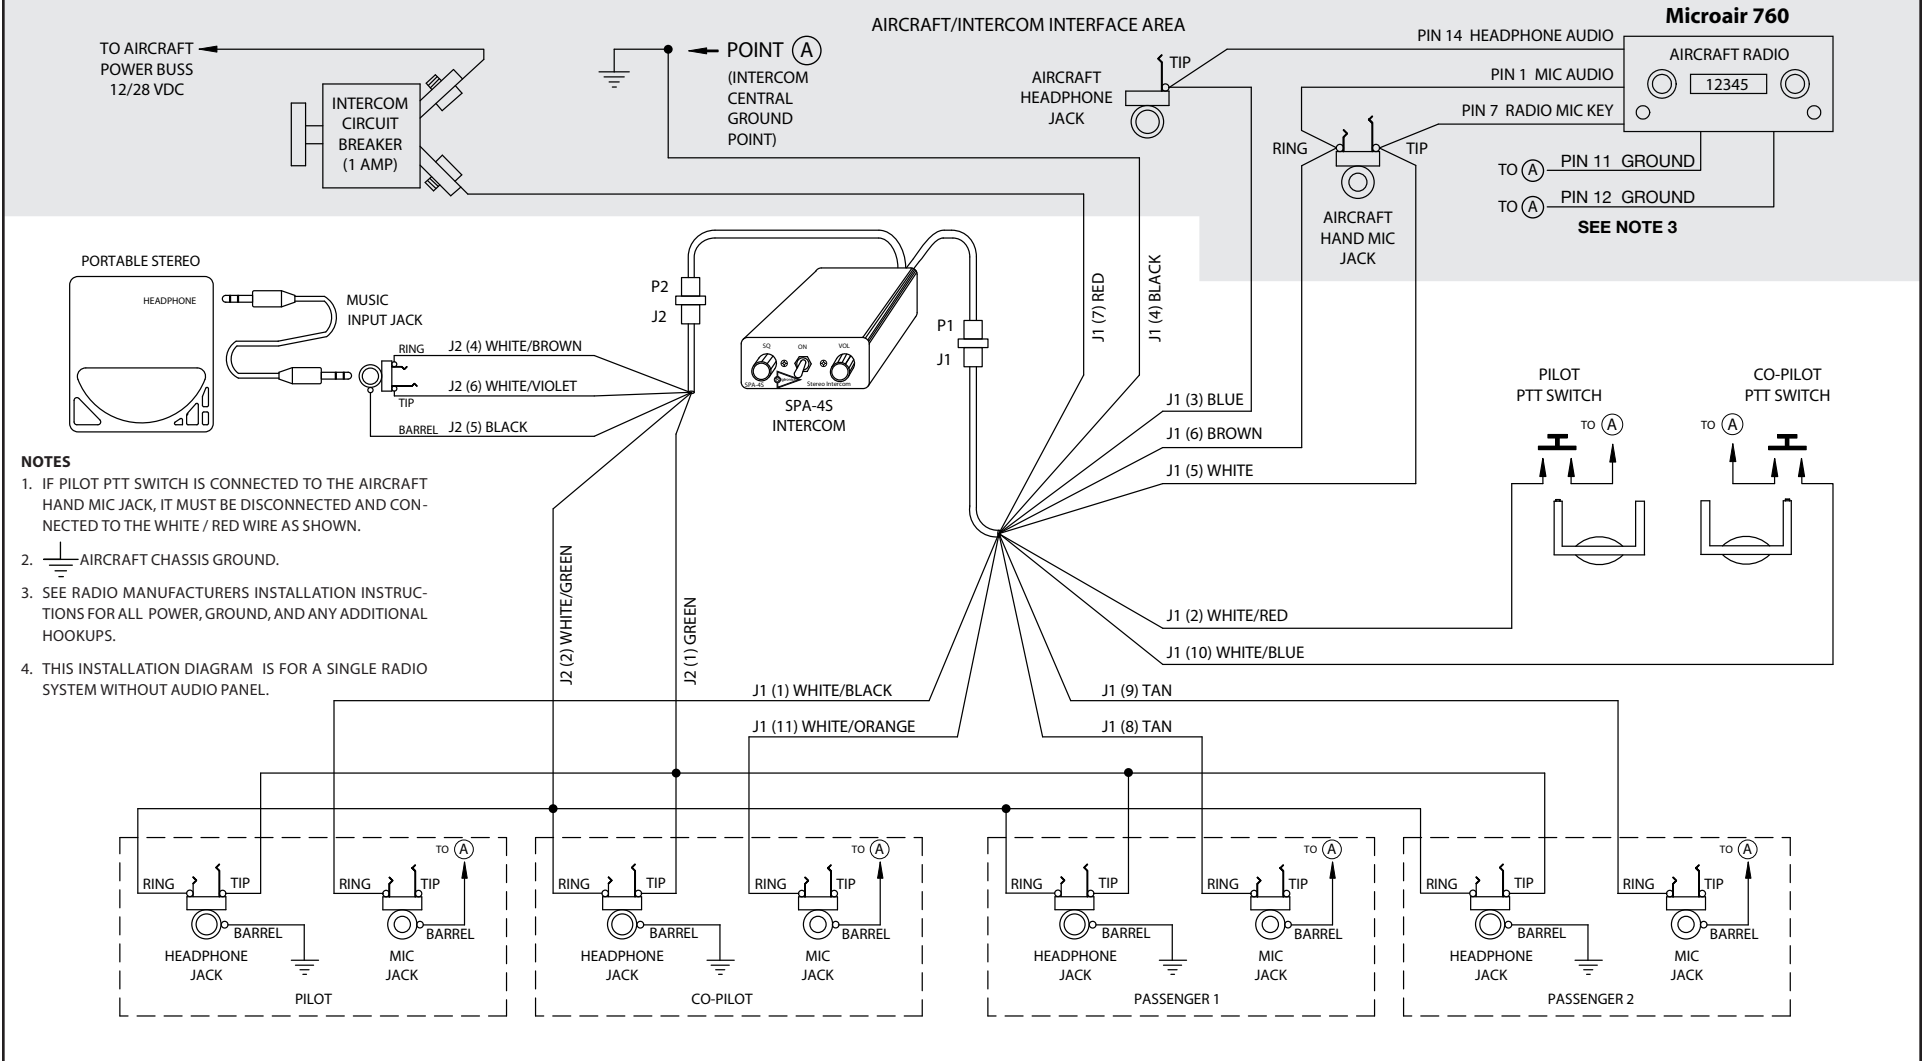 AIRCRAFT/INTERCOM INTERFACE AREA
Microair 760
TO AIRCRAFT
POWER BUSS
12/28 VDC
INTERCOM
CIRCUIT
BREAKER
(1 AMP)
POINT A
(INTERCOM
CENTRAL
GROUND
POINT)
AIRCRAFT
HEADPHONE
JACK
TIP
PIN 14 HEADPHONE AUDIO
PIN 1 MIC AUDIO
PIN 7 RADIO MIC KEY
AIRCRAFT RADIO
12345
RING
TIP
TO A PIN 11 GROUND
TO A PIN 12 GROUND
SEE NOTE 3
AIRCRAFT
HAND MIC
JACK
PORTABLE STEREO
HEADPHONE
MUSIC
INPUT JACK
RING J2 (4) WHITE/BROWN
J2 (6) WHITE/VIOLET
TIP
BARREL J2 (5) BLACK
P2
J2
P1
J1
SQ
ON
VOL
SPA-4S
Stereo Intercom
SPA-4S
INTERCOM
J1 (7) RED
J1 (4) BLACK
J1 (3) BLUE
J1 (6) BROWN
J1 (5) WHITE
PILOT
PTT SWITCH
TO A
CO-PILOT
PTT SWITCH
TO A
NOTES
1. IF PILOT PTT SWITCH IS CONNECTED TO THE AIRCRAFT
HAND MIC JACK, IT MUST BE DISCONNECTED AND CON-
NECTED TO THE WHITE / RED WIRE AS SHOWN.
2. AIRCRAFT CHASSIS GROUND.
3. SEE RADIO MANUFACTURERS INSTALLATION INSTRUC-
TIONS FOR ALL POWER, GROUND, AND ANY ADDITIONAL
HOOKUPS.
4. THIS INSTALLATION DIAGRAM IS FOR A SINGLE RADIO
SYSTEM WITHOUT AUDIO PANEL.
J2 (2) WHITE/GREEN
J2 (1) GREEN
J1 (2) WHITE/RED
J1 (10) WHITE/BLUE
J1 (1) WHITE/BLACK
J1 (11) WHITE/ORANGE
J1 (9) TAN
J1 (8) TAN
RING
TIP
BARREL
HEADPHONE
JACK
RING
TIP
TO A
BARREL
MIC
JACK
PILOT
RING
TIP
BARREL
HEADPHONE
JACK
RING
TIP
TO A
BARREL
MIC
JACK
CO-PILOT
RING
TIP
BARREL
HEADPHONE
JACK
RING
TIP
TO A
BARREL
MIC
JACK
PASSENGER 1
RING
TIP
BARREL
HEADPHONE
JACK
RING
TIP
TO A
BARREL
MIC
JACK
PASSENGER 2